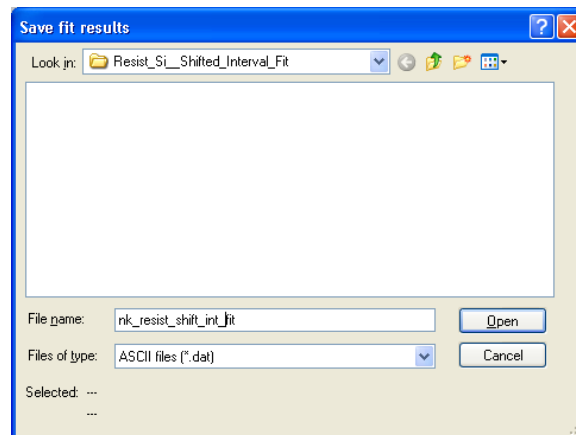 Save fit results
Look in: Resist_Si__Shifted_Interval_Fit
File name: nk_resist_shift_int_fit Open
Files of type: ASCII files (*.dat) Cancel
Selected: ---
---